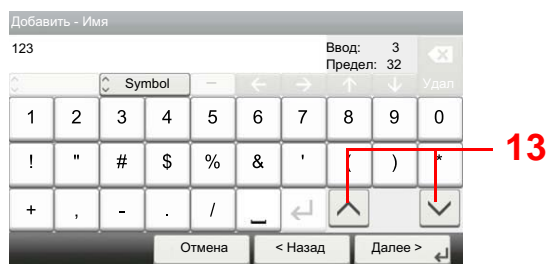 Добавить - Имя
123 Ввод: 3
Предел: 32
Symbol Удал
1 2 3 4 5 6 7 8 9 0
! " # $ % & ' ( ) *
+ , - . / _
Отмена < Назад Далее >
13